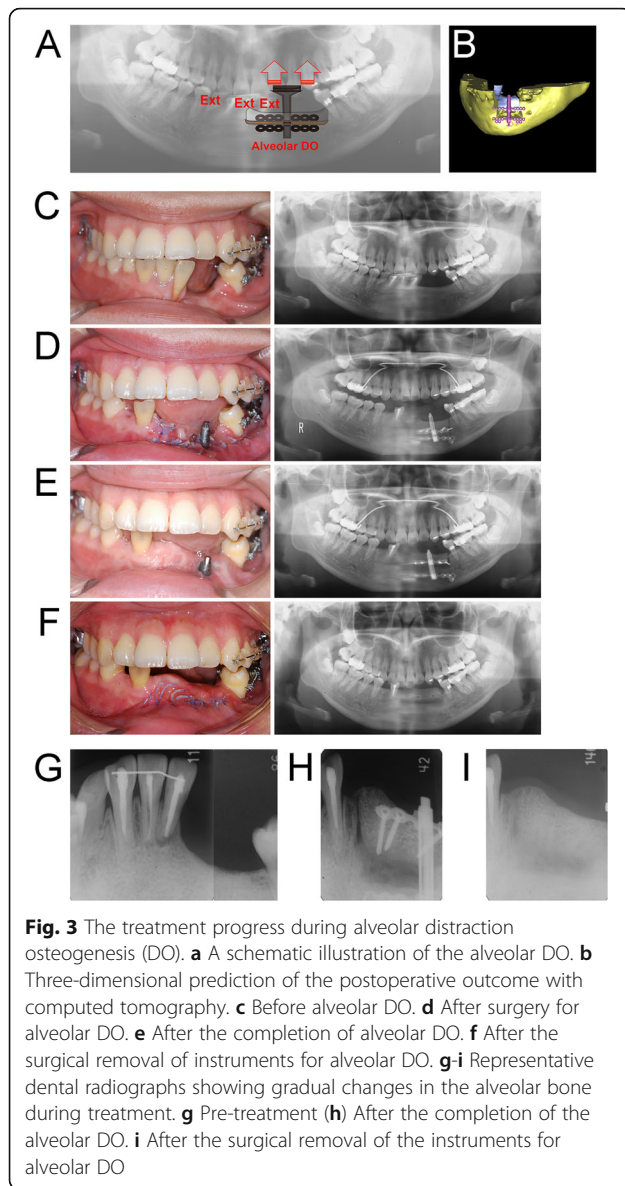 A
B
Ext
Ext Ext
Alveolar DO
C
D
R
E
F
G
H
I
11
42
Fig. 3 The treatment progress during alveolar distraction
osteogenesis (DO). a A schematic illustration of the alveolar DO. b
Three-dimensional prediction of the postoperative outcome with
computed tomography. c Before alveolar DO. d After surgery for
alveolar DO. e After the completion of alveolar DO. f After the
surgical removal of instruments for alveolar DO. g-i Representative
dental radiographs showing gradual changes in the alveolar bone
during treatment. g Pre-treatment (h) After the completion of the
alveolar DO. i After the surgical removal of the instruments for
alveolar DO